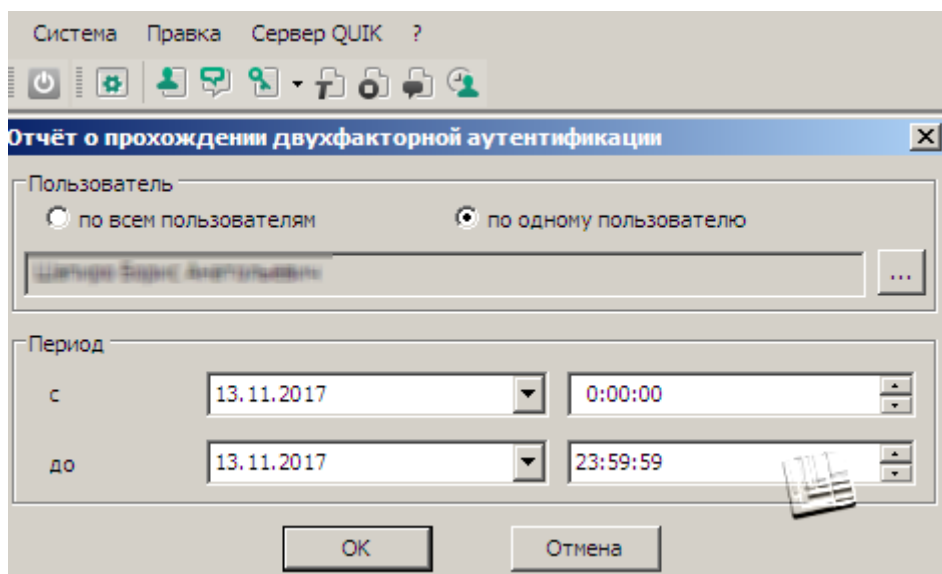 Система Правка Сервер QUIK ?
Отчёт о прохождении двухфакторной аутентификации
Пользователь
по всем пользователям по одному пользователю
...
Период
с 13.11.2017 0:00:00
до 13.11.2017 23:59:59
OK Отмена